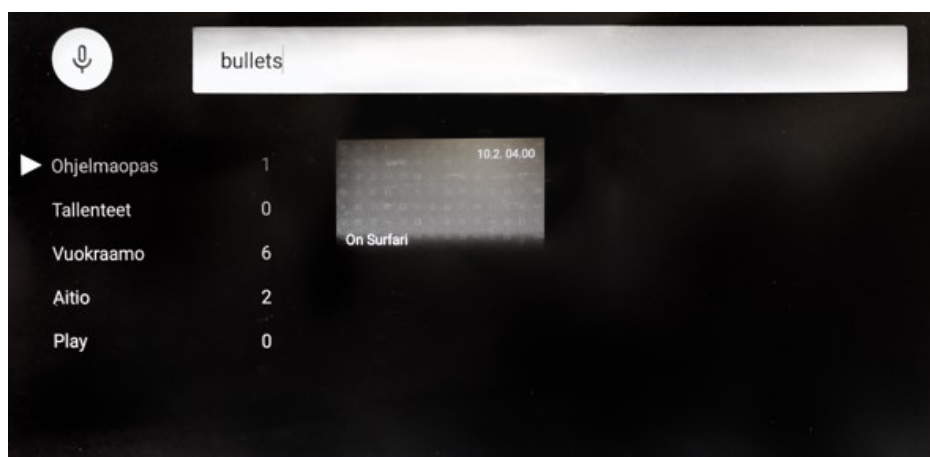 bullets
Ohjelmaopas 1
Tallenteet 0
Vuokraamo 6
Aitio 2
Play 0
10.2. 04.00
On Surfari